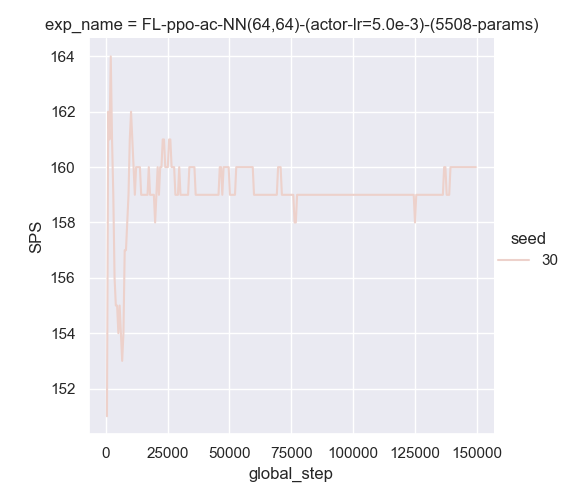 exp_name = FL-ppo-ac-NN(64,64)-(actor-lr=5.0e-3)-(5508-params)
164
162
160
158
156
154
152
SPS
0 25000 50000 75000 100000 125000 150000
global_step
seed
30